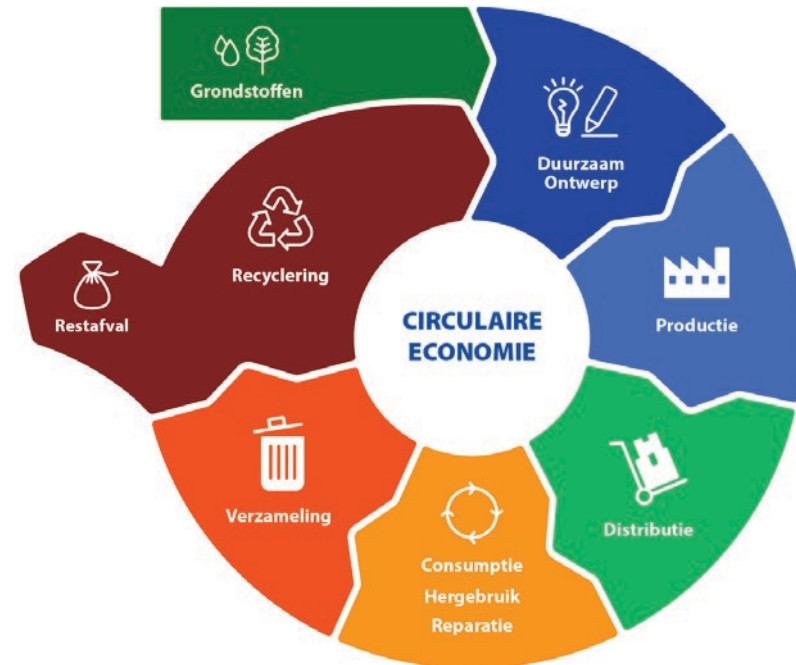 Grondstoffen
Duurzaam
Ontwerp
Productie
Distributie
Consumptie
Hergebruik
Reparatie
Verzameling
Recyclering
Restafval
CIRCULAIRE
ECONOMIE